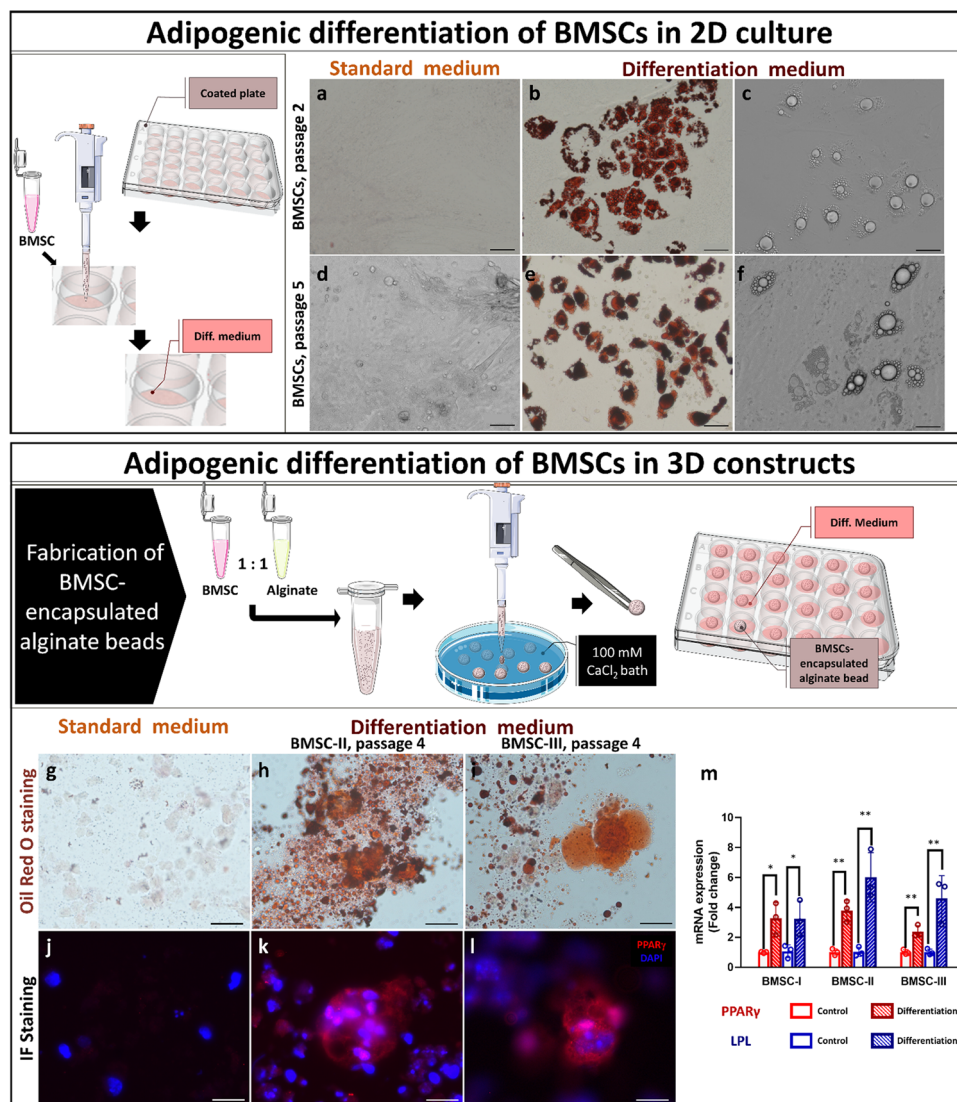 Adipogenic differentiation of BMSCs in 2D culture
Coated plate
BMSC
Diff. medium
Standard medium
Differentiation medium
BMSCs, passage 2
a
b
c
BMSCs, passage 5
d
e
f
Adipogenic differentiation of BMSCs in 3D constructs
Fabrication of
BMSC-
encapsulated
alginate beads
BMSC
1 : 1
Alginate
100 mM
CaCl₂ bath
Diff. Medium
A
B
C
D
BMSCs-
encapsulated
alginate bead
Standard medium
Differentiation medium
BMSC-II, passage 4
BMSC-III, passage 4
Oil Red O staining
g
h
i
IF Staining
j
k
l
PPARγ
DAPI
m
mRNA expression
(Fold change)
10
8
6
4
2
0
*
*
**
**
**
**
BMSC-I
BMSC-II
BMSC-III
PPARγ
Control
Differentiation
LPL
Control
Differentiation